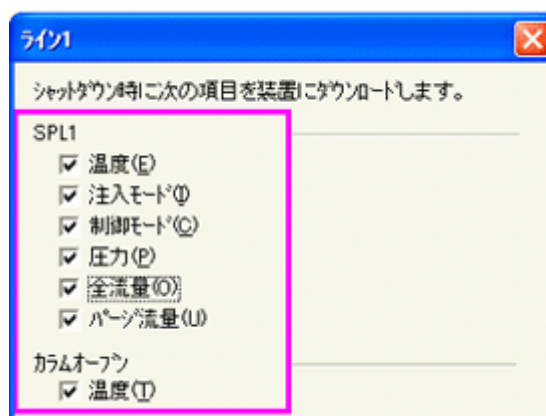 ライン1
シャットダウン時に次の項目を装置にダウンロードします。
SPL1
温度(E)
注入モード(I)
制御モード(C)
圧力(P)
全流量(O)
パージ流量(U)
カラムオーブン
温度(T)